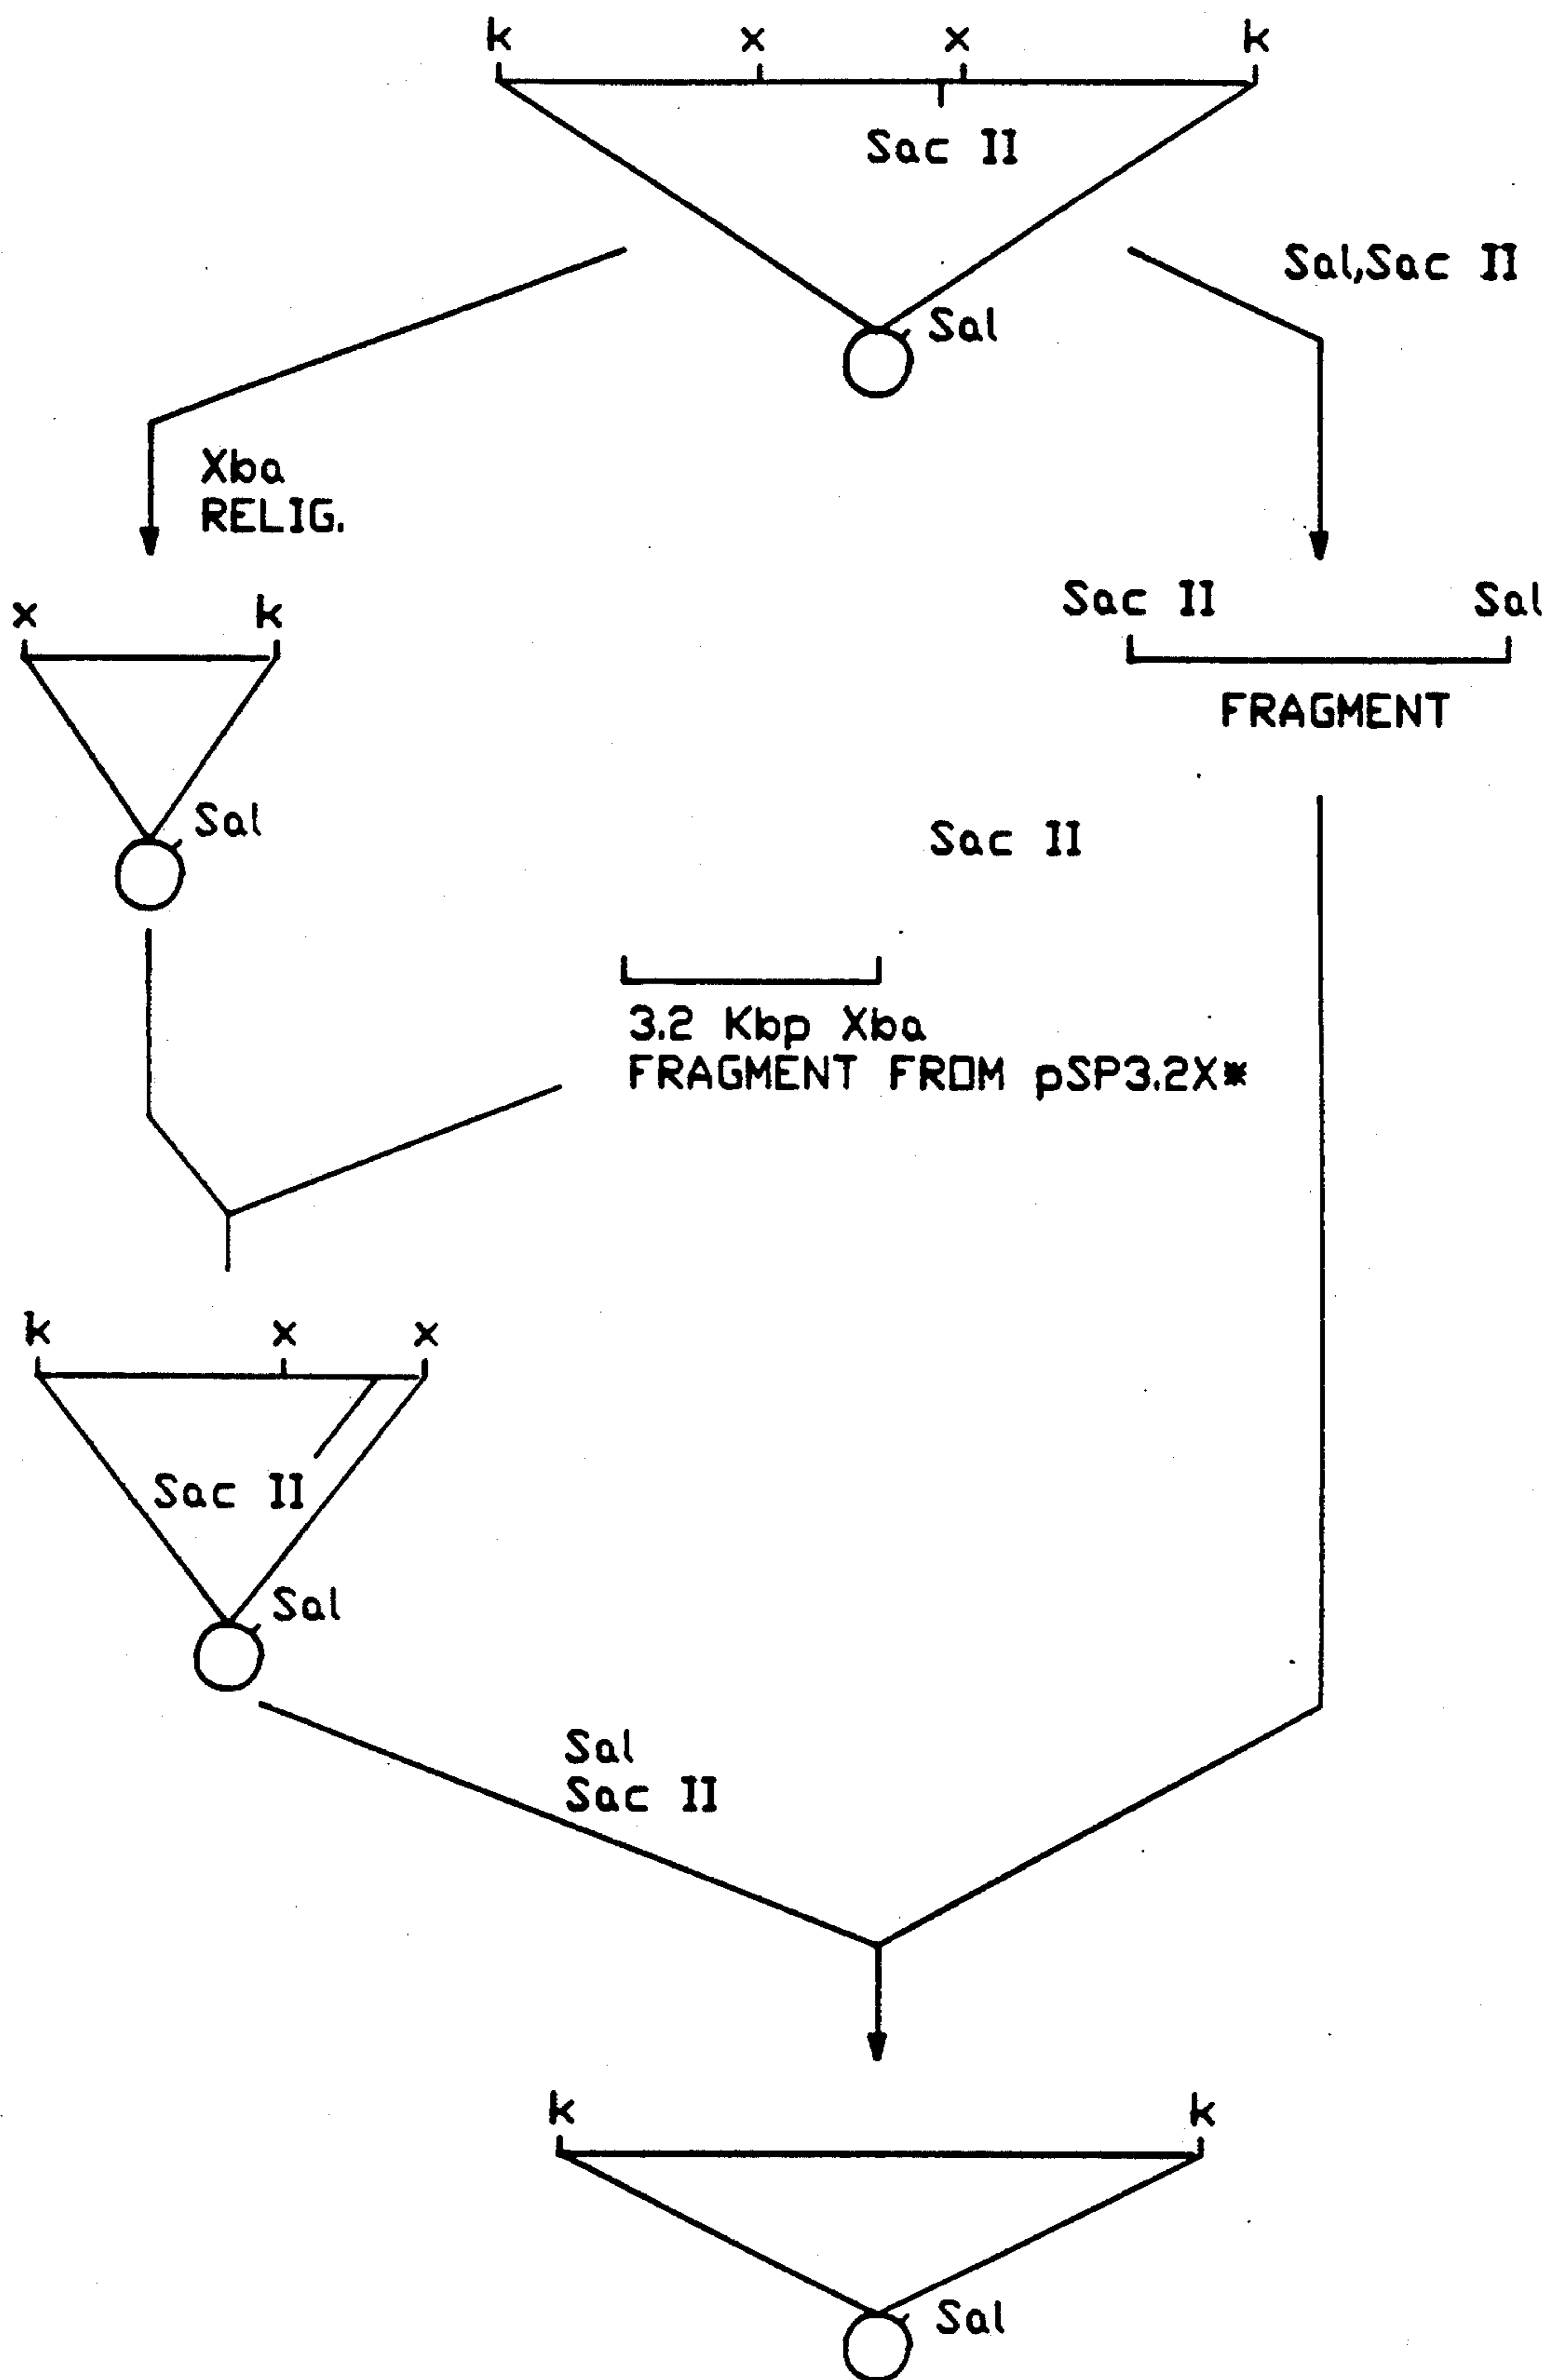 k x x k
Sac II
Sal,Sac II
Sal
Xba
RELIG.
x k
Sac II Sal
FRAGMENT
Sal
Sac II
3.2 Kbp Xba
FRAGMENT FROM pSP3.2X*
k x x
Sac II
Sal
Sal
Sac II
k k
Sal